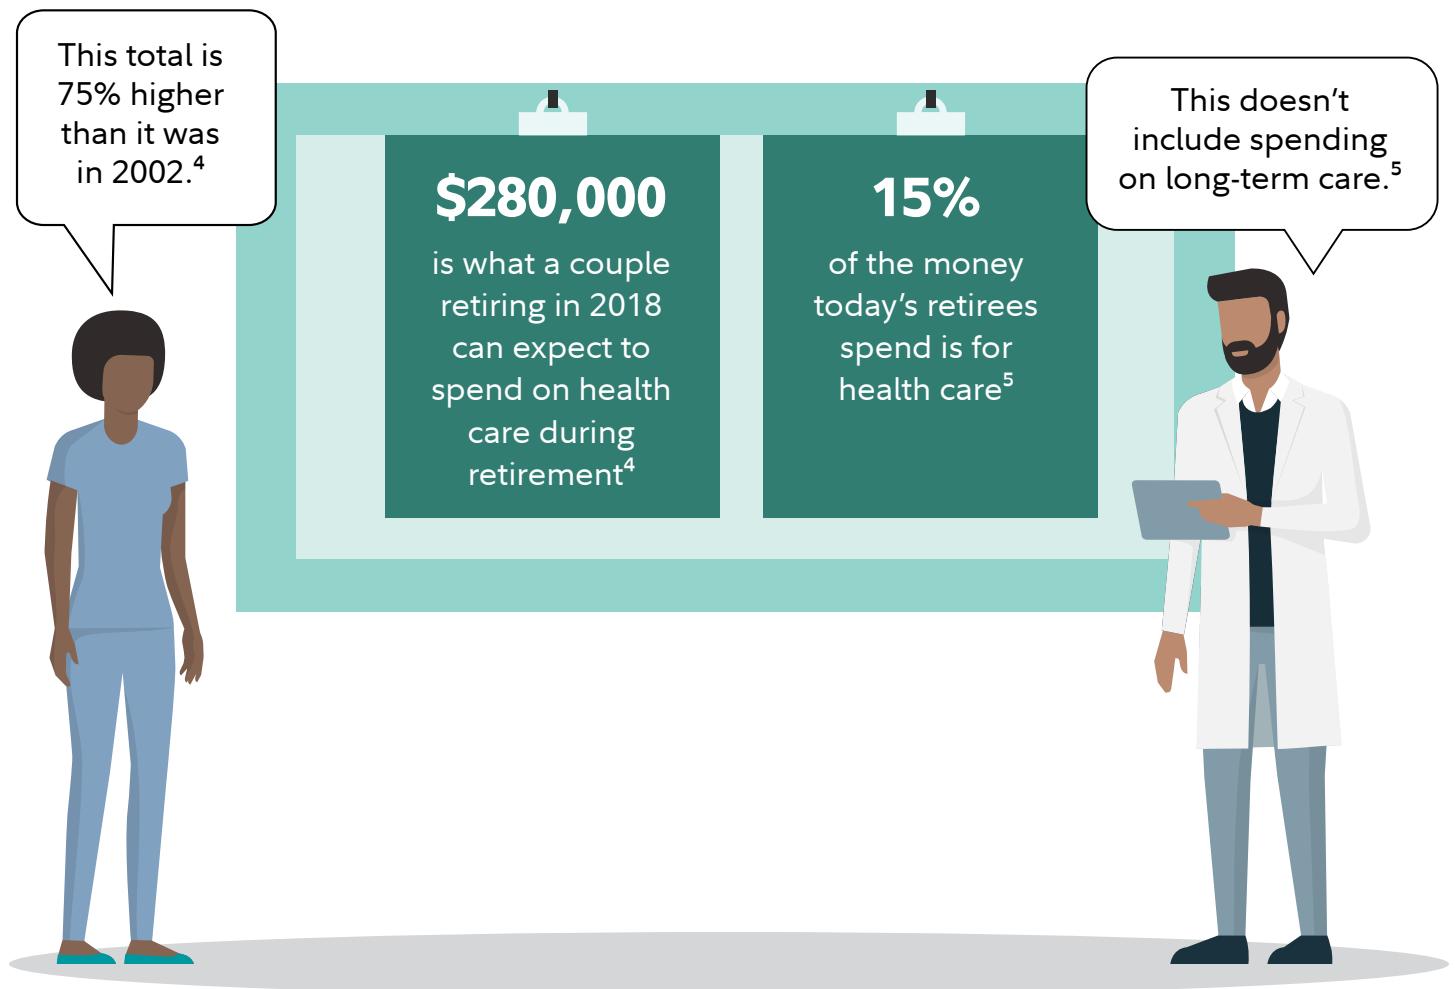 This total is
75% higher
than it was
in 2002.⁴
$280,000
is what a couple
retiring in 2018
can expect to
spend on health
care during
retirement⁴
15%
of the money
today’s retirees
spend is for
health care⁵
This doesn’t
include spending
on long-term care.⁵